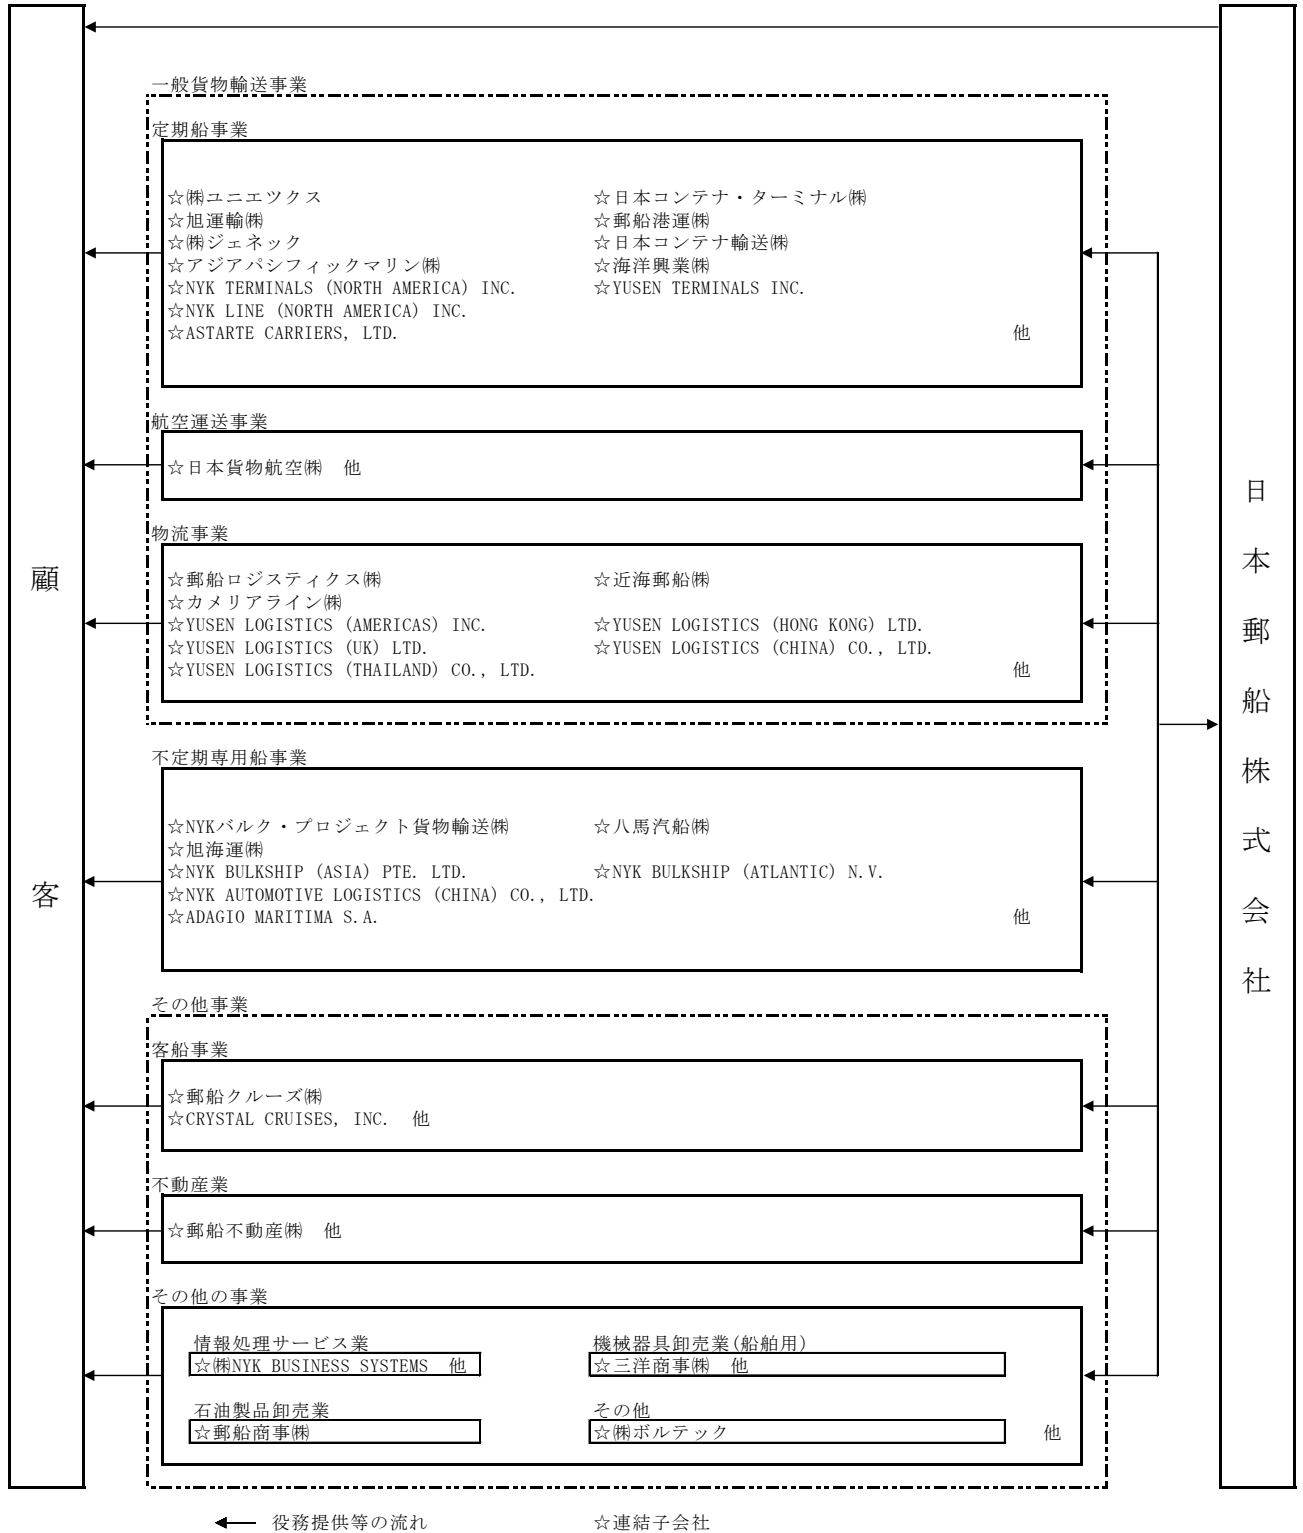 顧客
日本郵船株式会社
一般貨物輸送事業
定期船事業
☆㈱ユニエツクス ☆日本コンテナ・ターミナル㈱
☆旭運輸㈱ ☆郵船港運㈱
☆㈱ジェネック ☆日本コンテナ輸送㈱
☆アジアパシフィックマリン㈱ ☆海洋興業㈱
☆NYK TERMINALS (NORTH AMERICA) INC. ☆YUSEN TERMINALS INC.
☆NYK LINE (NORTH AMERICA) INC.
☆ASTARTE CARRIERS, LTD. 他
航空運送事業
☆日本貨物航空㈱ 他
物流事業
☆郵船ロジスティクス㈱ ☆近海郵船㈱
☆カメリアライン㈱
☆YUSEN LOGISTICS (AMERICAS) INC. ☆YUSEN LOGISTICS (HONG KONG) LTD.
☆YUSEN LOGISTICS (UK) LTD. ☆YUSEN LOGISTICS (CHINA) CO., LTD.
☆YUSEN LOGISTICS (THAILAND) CO., LTD. 他
不定期専用船事業
☆NYKバルク・プロジェクト貨物輸送㈱ ☆八馬汽船㈱
☆旭海運㈱
☆NYK BULKSHIP (ASIA) PTE. LTD. ☆NYK BULKSHIP (ATLANTIC) N.V.
☆NYK AUTOMOTIVE LOGISTICS (CHINA) CO., LTD.
☆ADAGIO MARITIMA S.A. 他
その他事業
客船事業
☆郵船クルーズ㈱
☆CRYSTAL CRUISES, INC. 他
不動産業
☆郵船不動産㈱ 他
その他の事業
情報処理サービス業 機械器具卸売業(船舶用)
☆㈱NYK BUSINESS SYSTEMS 他 ☆三洋商事㈱ 他
石油製品卸売業 その他
☆郵船商事㈱ ☆㈱ボルテック 他
役務提供等の流れ ☆連結子会社